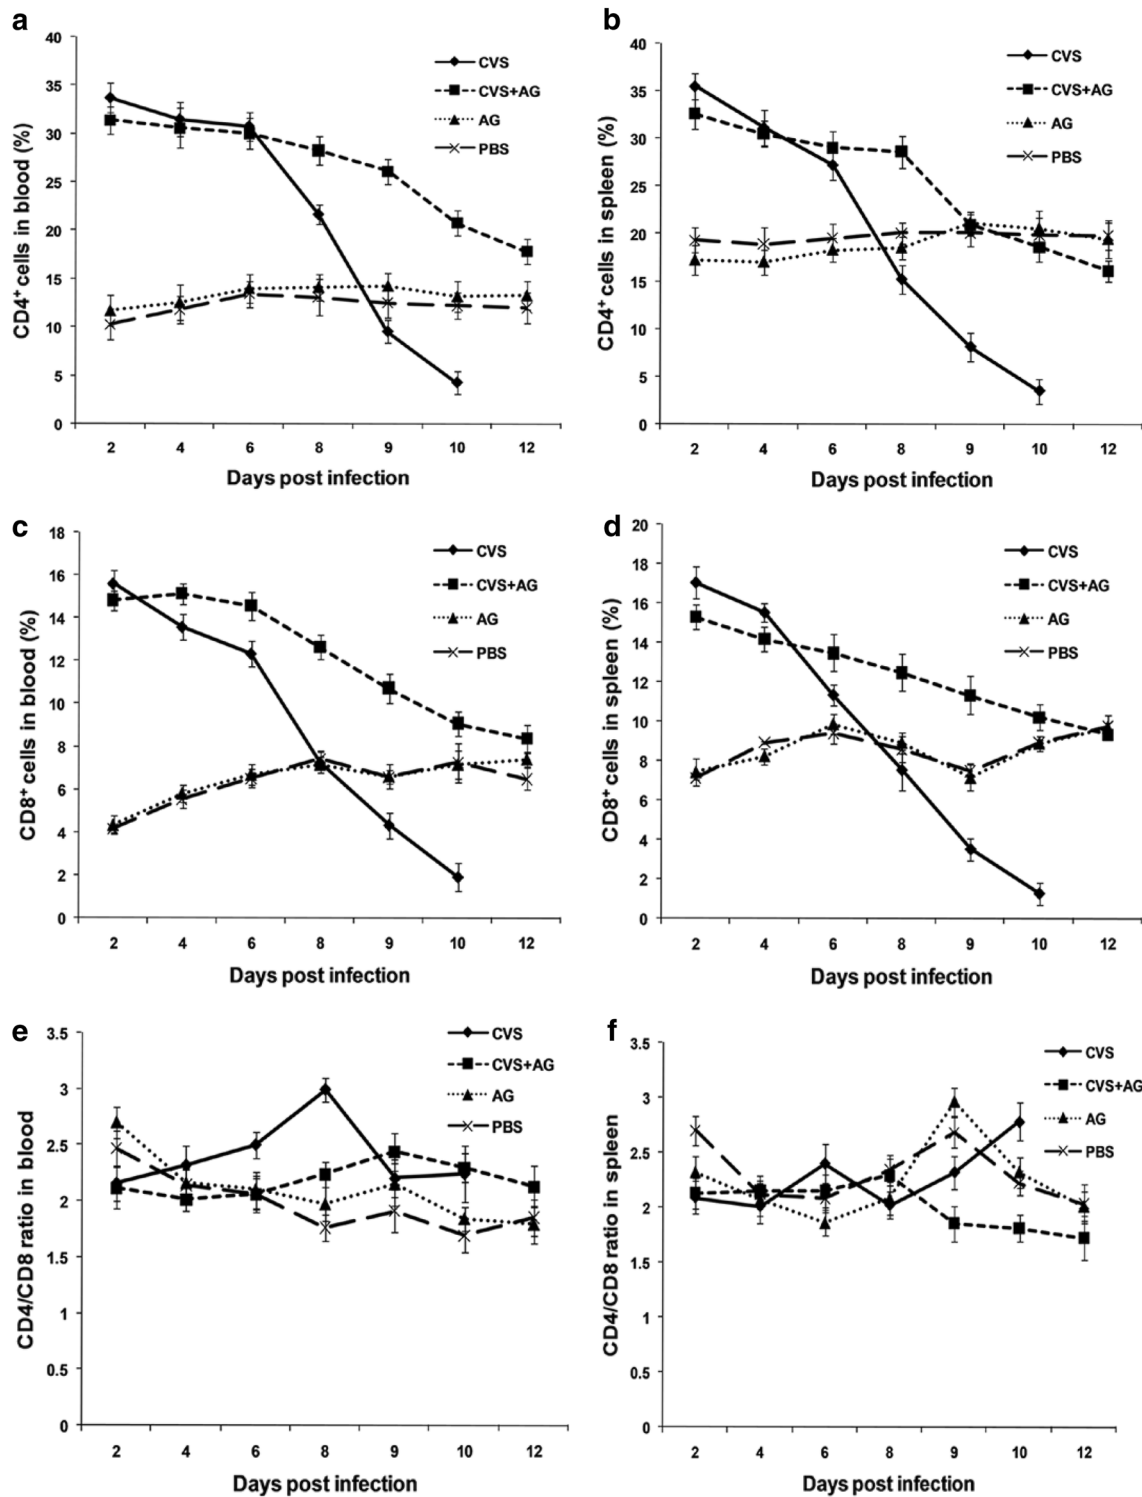 a
CD4⁺ cells in blood (%)
40
35
30
25
20
15
10
5
0
2 4 6 8 9 10 12
Days post infection
CVS
CVS+AG
AG
PBS
b
CD4⁺ cells in spleen (%)
40
35
30
25
20
15
10
5
0
2 4 6 8 9 10 12
Days post infection
CVS
CVS+AG
AG
PBS
c
CD8⁺ cells in blood (%)
18
16
14
12
10
8
6
4
2
0
2 4 6 8 9 10 12
Days post infection
CVS
CVS+AG
AG
PBS
d
CD8⁺ cells in spleen (%)
20
18
16
14
12
10
8
6
4
2
0
2 4 6 8 9 10 12
Days post infection
CVS
CVS+AG
AG
PBS
e
CD4/CD8 ratio in blood
3.5
3
2.5
2
1.5
1
0.5
0
2 4 6 8 9 10 12
Days post infection
CVS
CVS+AG
AG
PBS
f
CD4/CD8 ratio in spleen
3.5
3
2.5
2
1.5
1
0.5
0
2 4 6 8 9 10 12
Days post infection
CVS
CVS+AG
AG
PBS